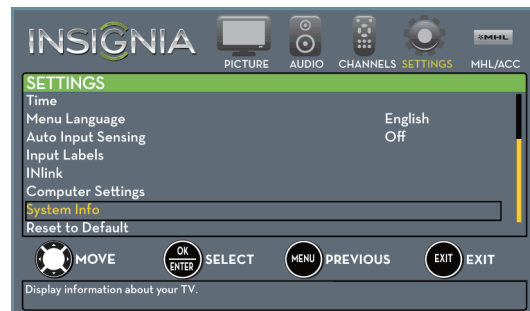 INSIGNIA
PICTURE AUDIO CHANNELS SETTINGS MHL/ACC
MHL
SETTINGS
Time
Menu Language English
Auto Input Sensing Off
Input Labels
INlink
Computer Settings
System Info
Reset to Default
MOVE OK ENTER SELECT MENU PREVIOUS EXIT EXIT
Display information about your TV.